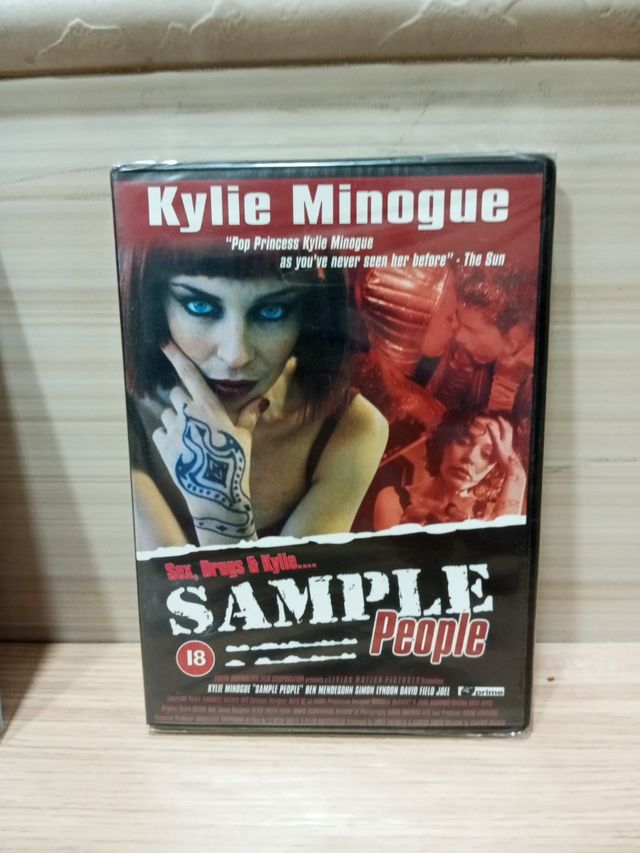 Kylie Minogue
"Pop Princess Kylie Minogue
as you've never seen her before" - The Sun
Sex, Drugs & Kylie....
SAMPLE
People
18
KYLIE MINOGUE "SAMPLE PEOPLE" BEN MENDELSOHN SIMON LYNDON DAVID FIELD JOEL
prime